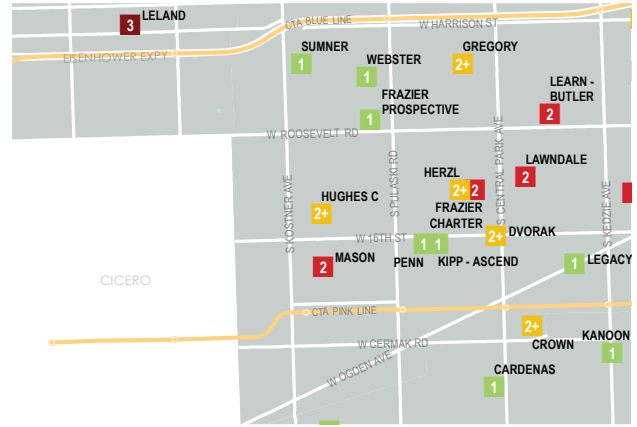 3 LELAND
CTA BLUE LINE
W HARRISON ST
EISENHOWER EXPY
SUMNER
1
WEBSTER
1
GREGORY
2+
FRAZIER
PROSPECTIVE
1
LEARN -
BUTLER
2
W ROOSEVELT RD
S KOSTNER AVE
S PULASKI RD
S CENTRAL PARK AVE
S KEDZIE AVE
HERZL
2+ 2
FRAZIER
CHARTER
LAWNDALE
2
HUGHES C
2+
W 16TH ST
1 1
PENN
KIPP - ASCEND
2+ DVORAK
2 MASON
1 LEGACY
CICERO
CTA PINK LINE
W CERMAK RD
W OGDEN AVE
2+
CROWN
KANOON
1
CARDENAS
1